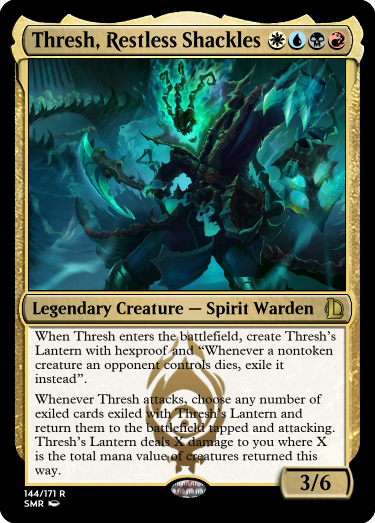 Thresh, Restless Shackles
Legendary Creature — Spirit Warden
When Thresh enters the battlefield, create Thresh's
Lantern with hexproof and “Whenever a nontoken
creature an opponent controls dies, exile it
instead”.
Whenever Thresh attacks, choose any number of
exiled cards exiled with Thresh's Lantern and
return them to the battlefield tapped and attacking.
Thresh's Lantern deals X damage to you where X
is the total mana value of creatures returned this
way.
3/6
144/171 R
SMR